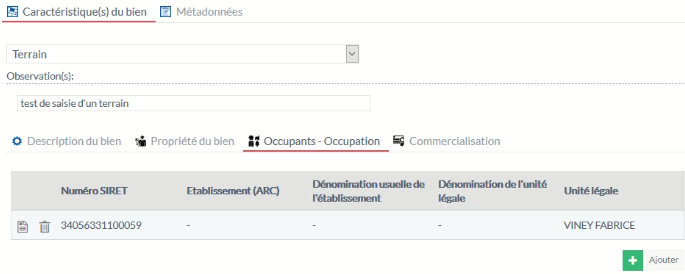 Caractéristique(s) du bien Métadonnées
Terrain
Observation(s):
test de saisie d'un terrain
Description du bien Propriété du bien Occupants - Occupation Commercialisation
Numéro SIRET Etablissement (ARC) Dénomination usuelle de l'établissement Dénomination de l'unité légale Unité légale
34056331100059 - - - VINEY FABRICE
Ajouter